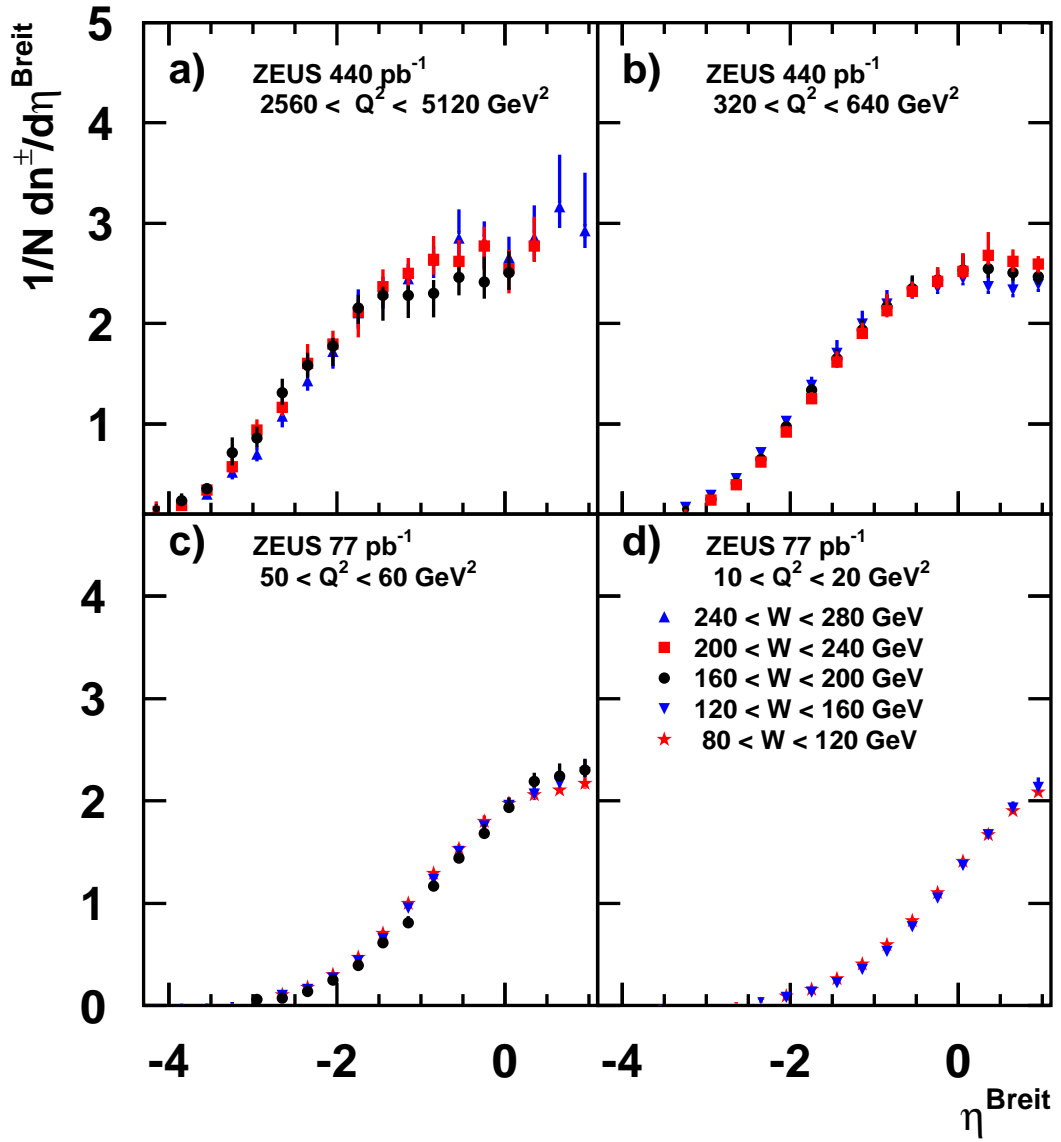 1/N dn±/dη^Breit
5
4
3
2
1
a)
ZEUS 440 pb⁻¹
2560 < Q² < 5120 GeV²
b)
ZEUS 440 pb⁻¹
320 < Q² < 640 GeV²
4
3
2
1
0
c)
ZEUS 77 pb⁻¹
50 < Q² < 60 GeV²
d)
ZEUS 77 pb⁻¹
10 < Q² < 20 GeV²
240 < W < 280 GeV
200 < W < 240 GeV
160 < W < 200 GeV
120 < W < 160 GeV
80 < W < 120 GeV
-4 -2 0 -4 -2 0
η^Breit